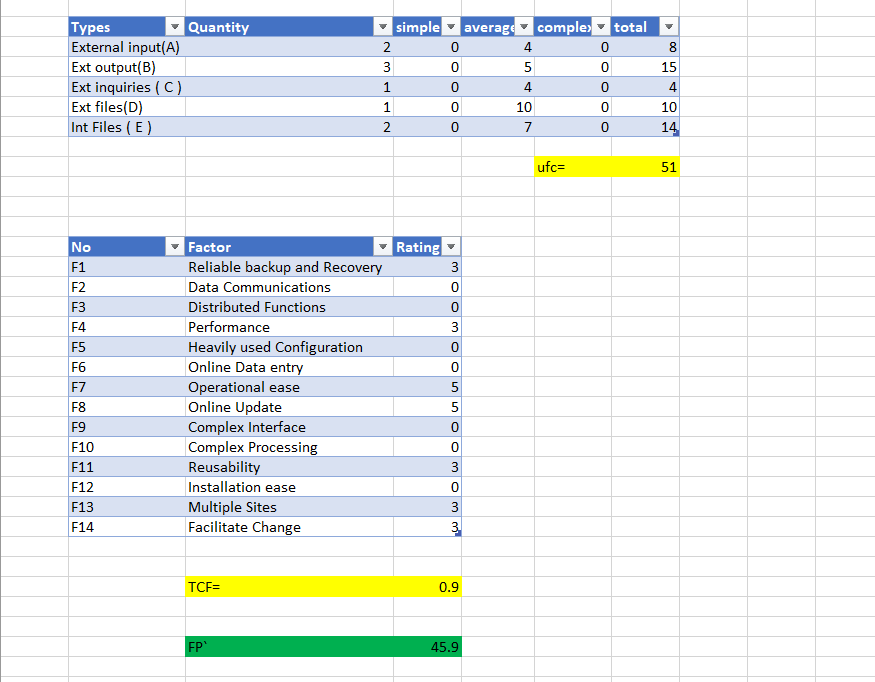 Types Quantity simple average complex total
External input(A) 2 0 4 0 8
Ext output(B) 3 0 5 0 15
Ext inquiries ( C ) 1 0 4 0 4
Ext files(D) 1 0 10 0 10
Int Files ( E ) 2 0 7 0 14
ufc= 51
No Factor Rating
F1 Reliable backup and Recovery 3
F2 Data Communications 0
F3 Distributed Functions 0
F4 Performance 3
F5 Heavily used Configuration 0
F6 Online Data entry 0
F7 Operational ease 5
F8 Online Update 5
F9 Complex Interface 0
F10 Complex Processing 0
F11 Reusability 3
F12 Installation ease 0
F13 Multiple Sites 3
F14 Facilitate Change 3
TCF= 0.9
FP` 45.9